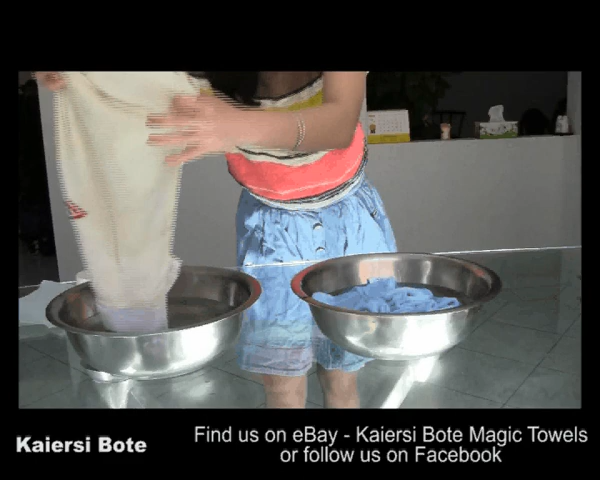 Kaiersi Bote
Find us on eBay - Kaiersi Bote Magic Towels
or follow us on Facebook